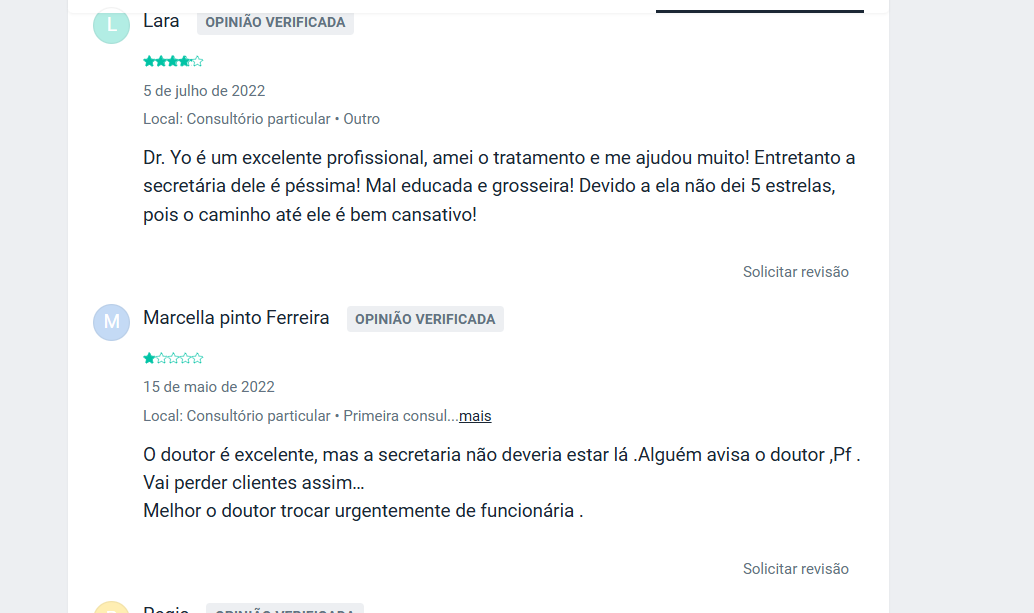 L
Lara OPINIÃO VERIFICADA
5 de julho de 2022
Local: Consultório particular • Outro
Dr. Yo é um excelente profissional, amei o tratamento e me ajudou muito! Entretanto a
secretária dele é péssima! Mal educada e grosseira! Devido a ela não dei 5 estrelas,
pois o caminho até ele é bem cansativo!
Solicitar revisão
M
Marcella pinto Ferreira OPINIÃO VERIFICADA
15 de maio de 2022
Local: Consultório particular • Primeira consul...mais
O doutor é excelente, mas a secretaria não deveria estar lá .Alguém avisa o doutor ,Pf .
Vai perder clientes assim...
Melhor o doutor trocar urgentemente de funcionária .
Solicitar revisão
OPINIÃO VERIFICADA